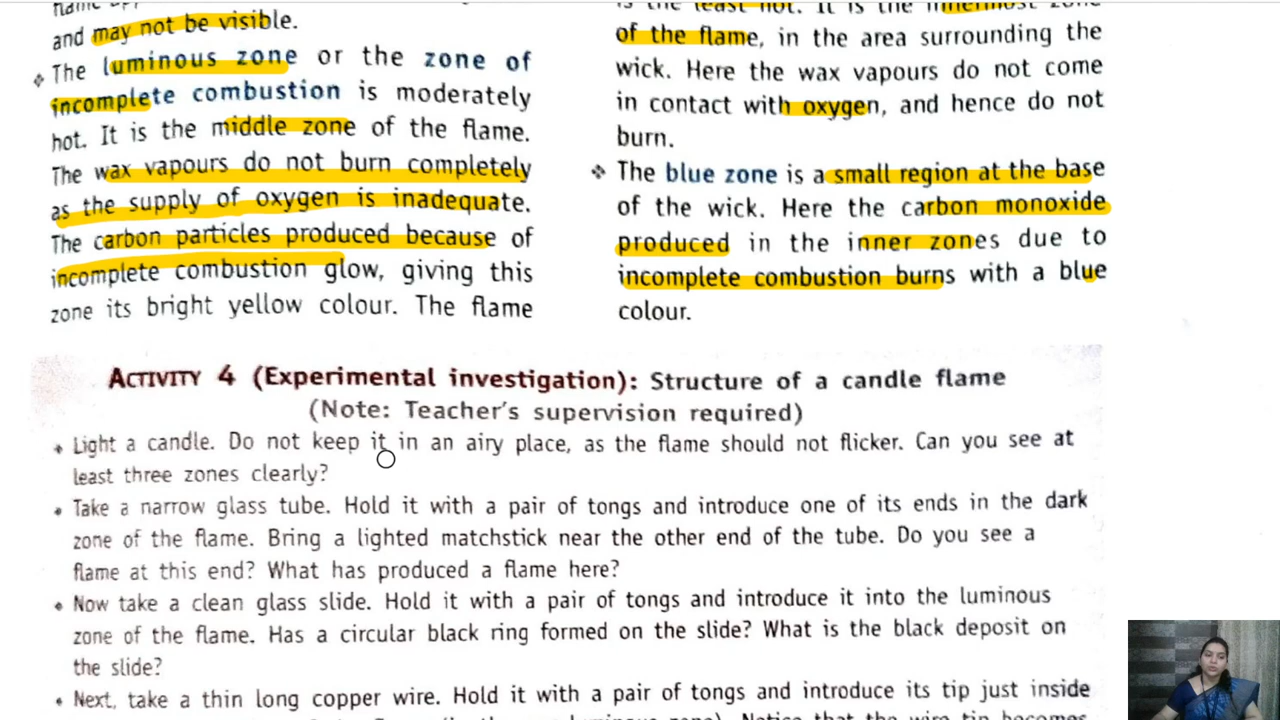 and may not be visible.
The luminous zone or the zone of
incomplete combustion is moderately
hot. It is the middle zone of the flame.
The wax vapours do not burn completely
as the supply of oxygen is inadequate.
The carbon particles produced because of
incomplete combustion glow, giving this
zone its bright yellow colour. The flame
is the least hot. It is the innermost zone
of the flame, in the area surrounding the
wick. Here the wax vapours do not come
in contact with oxygen, and hence do not
burn.
The blue zone is a small region at the base
of the wick. Here the carbon monoxide
produced in the inner zones due to
incomplete combustion burns with a blue
colour.
ACTIVITY 4 (Experimental investigation): Structure of a candle flame
(Note: Teacher's supervision required)
• Light a candle. Do not keep it in an airy place, as the flame should not flicker. Can you see at
least three zones clearly?
• Take a narrow glass tube. Hold it with a pair of tongs and introduce one of its ends in the dark
zone of the flame. Bring a lighted matchstick near the other end of the tube. Do you see a
flame at this end? What has produced a flame here?
• Now take a clean glass slide. Hold it with a pair of tongs and introduce it into the luminous
zone of the flame. Has a circular black ring formed on the slide? What is the black deposit on
the slide?
• Next, take a thin long copper wire. Hold it with a pair of tongs and introduce its tip just inside